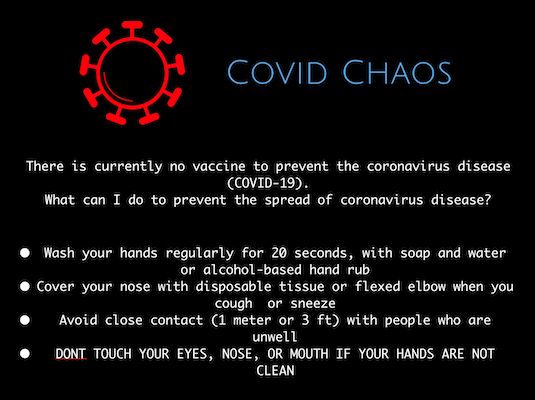 Covid Chaos
There is currently no vaccine to prevent the coronavirus disease
(COVID-19).
What can I do to prevent the spread of coronavirus disease?
● Wash your hands regularly for 20 seconds, with soap and water
or alcohol-based hand rub
● Cover your nose with disposable tissue or flexed elbow when you
cough or sneeze
● Avoid close contact (1 meter or 3 ft) with people who are
unwell
● DONT TOUCH YOUR EYES, NOSE, OR MOUTH IF YOUR HANDS ARE NOT
CLEAN